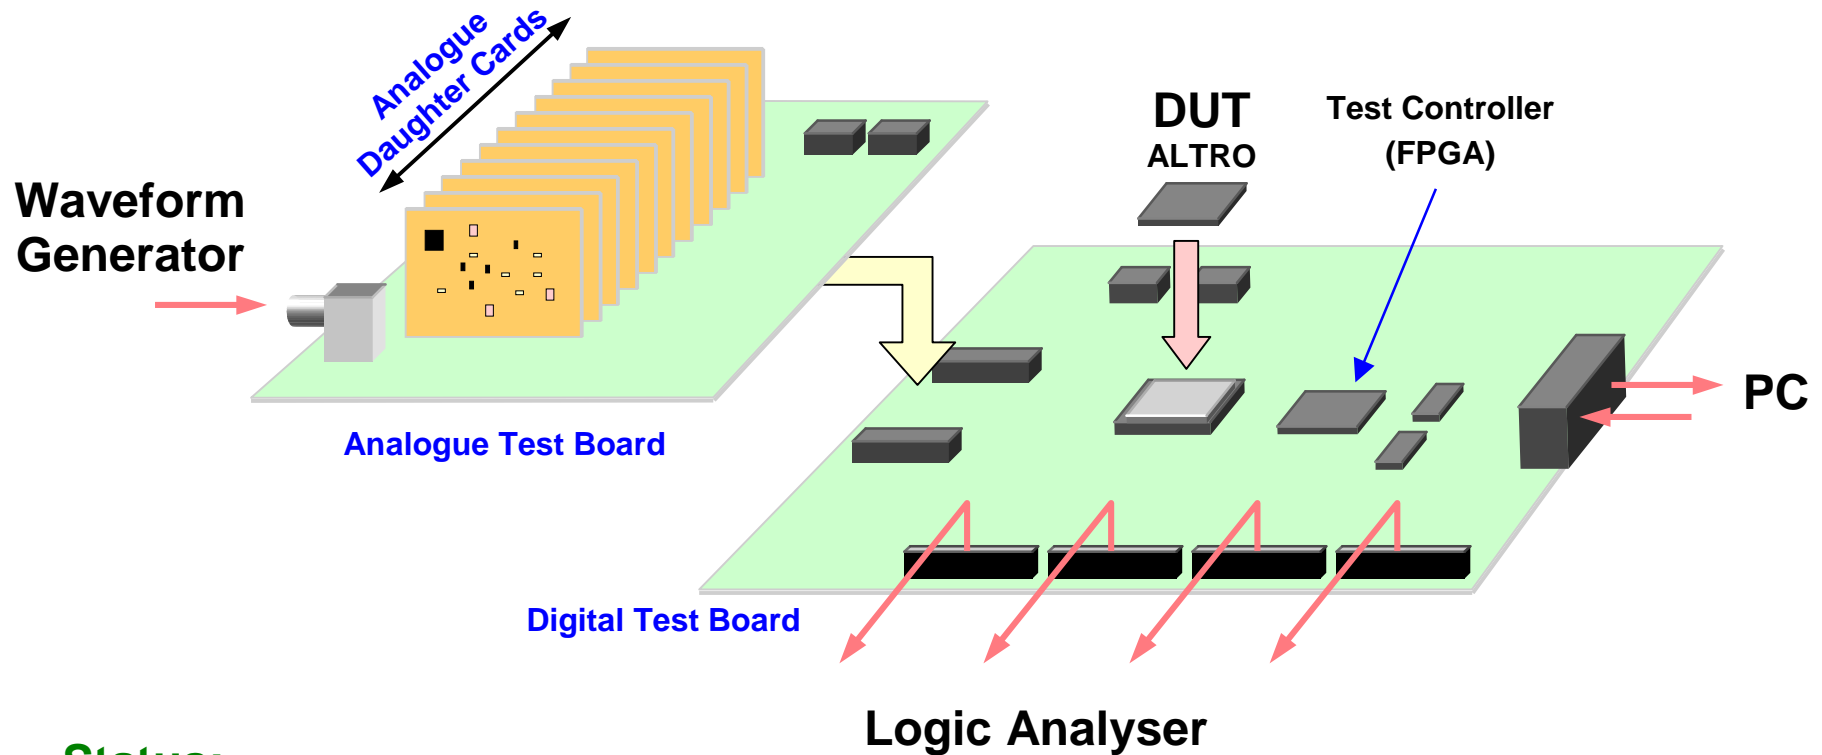 Analogue
Daughter Cards
DUT
ALTRO
Test Controller
(FPGA)
Waveform
Generator
PC
Analogue Test Board
Digital Test Board
Logic Analyser
Status: